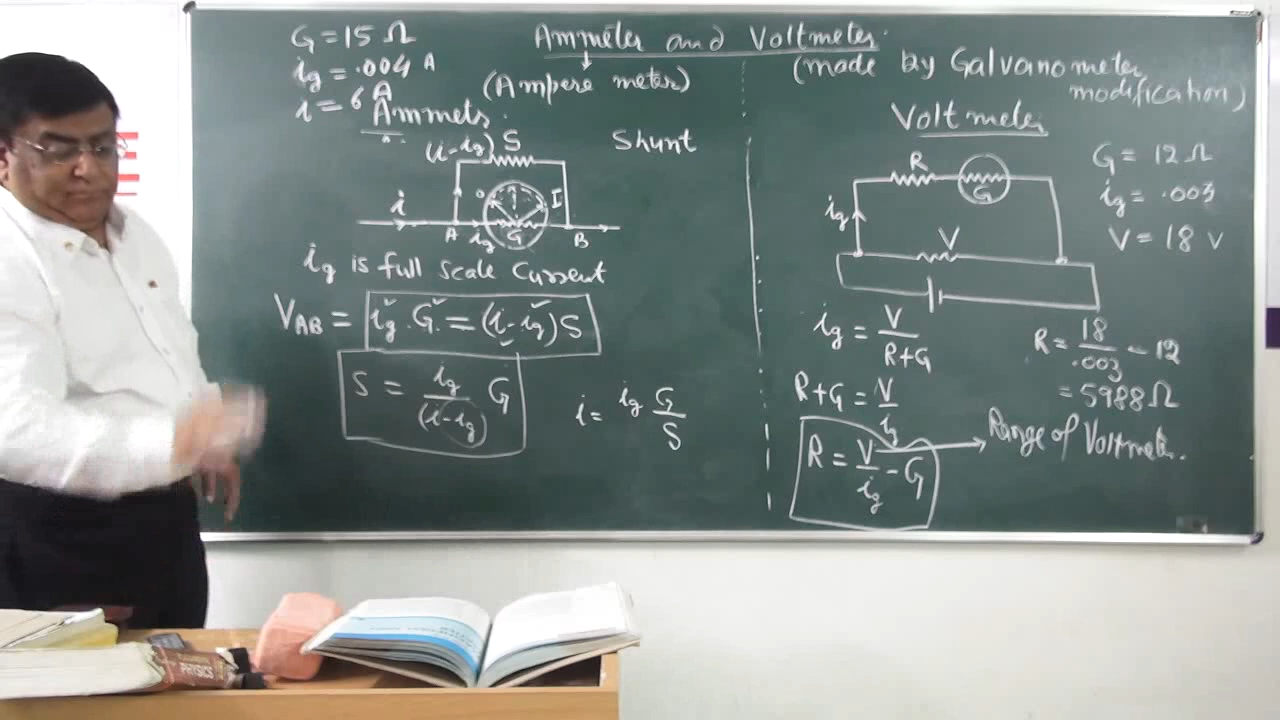 Ammeter and Voltmeter.
(Ampere meter)
(made by Galvanometer
modification)
G = 15 Ω
ig = .004 A
i = 6 A
Ammets.
Shunt
(i-ig) S
O I
i A ig G B
ig is full scale Current
VAB = ig . G = (i-ig) S
S = ig / (i-ig) G
i = ig G / S
Voltmeter
R G
ig V
G = 12 Ω
ig = .003
V = 18 V
ig = V / R+G
R+G = V / ig
R = V / ig - G
R = 18 / .003 - 12
= 5988 Ω
Range of Voltmeter.
PHYSICS